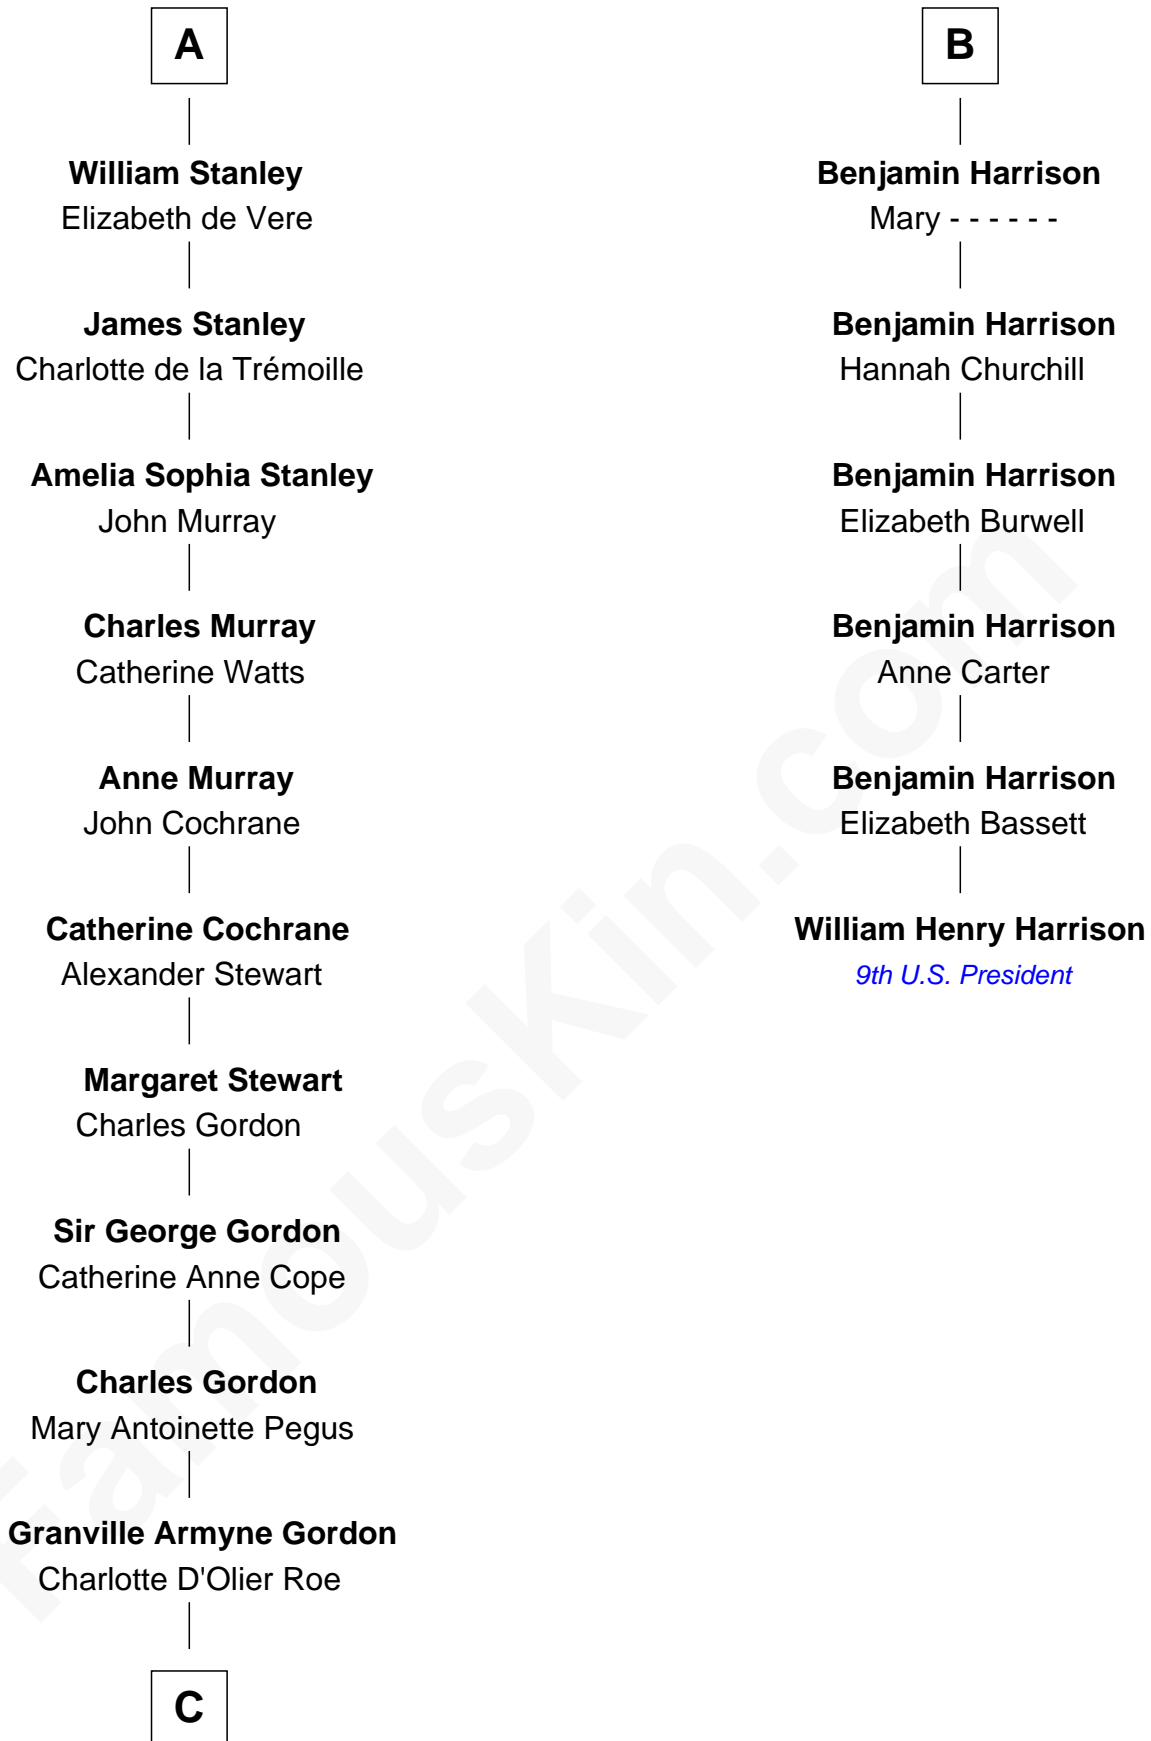 A
William Stanley
Elizabeth de Vere
James Stanley
Charlotte de la Trémoille
Amelia Sophia Stanley
John Murray
Charles Murray
Catherine Watts
Anne Murray
John Cochrane
Catherine Cochrane
Alexander Stewart
Margaret Stewart
Charles Gordon
Sir George Gordon
Catherine Anne Cope
Charles Gordon
Mary Antoinette Pegus
Granville Armyne Gordon
Charlotte D'Olier Roe
C
B
Benjamin Harrison
Mary - - - - - -
Benjamin Harrison
Hannah Churchill
Benjamin Harrison
Elizabeth Burwell
Benjamin Harrison
Anne Carter
Benjamin Harrison
Elizabeth Bassett
William Henry Harrison
9th U.S. President
FamousKin.com